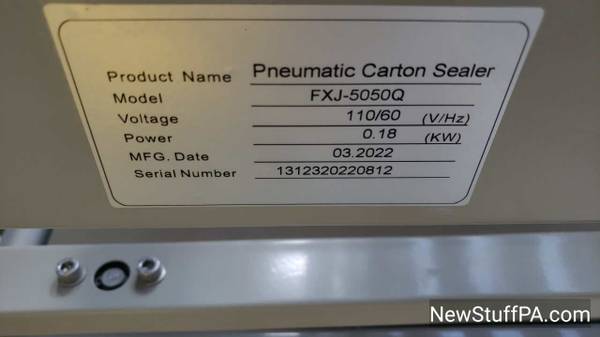 Product Name Pneumatic Carton Sealer
Model FXJ-5050Q
Voltage 110/60 (V/Hz)
Power 0.18 (KW)
MFG. Date 03.2022
Serial Number 1312320220812
NewStuffPA.com